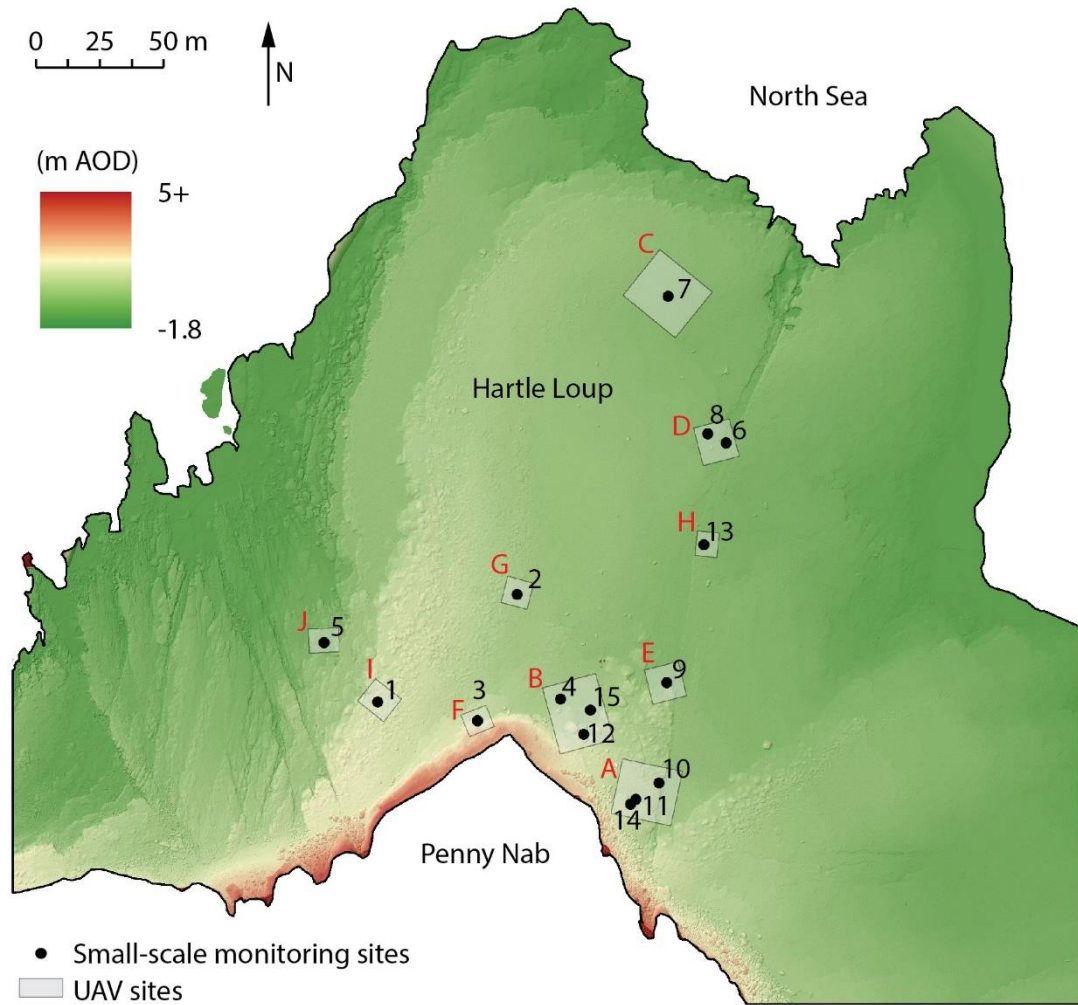 0 25 50 m
N
North Sea
(m AOD)
5+
-1.8
C
7
Hartle Loup
D
8
6
H
13
G
2
J
5
I
1
F
3
B
4
15
12
E
9
A
10
11
14
Penny Nab
Small-scale monitoring sites
UAV sites